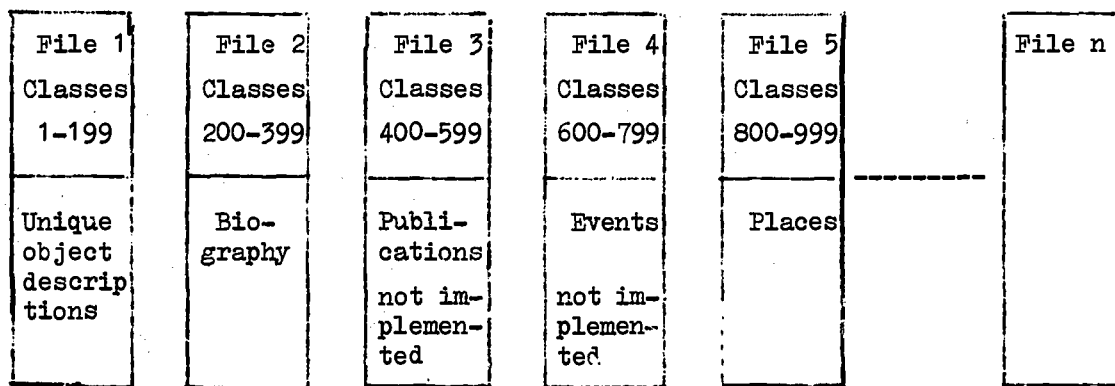 File 1
Classes
1-199
Unique
object
descrip
tions
File 2
Classes
200-399
Bio-
graphy
File 3
Classes
400-599
Publi-
cations
not im-
plemen-
ted
File 4
Classes
600-799
Events
not im-
plemen-
ted
File 5
Classes
800-999
Places
File n